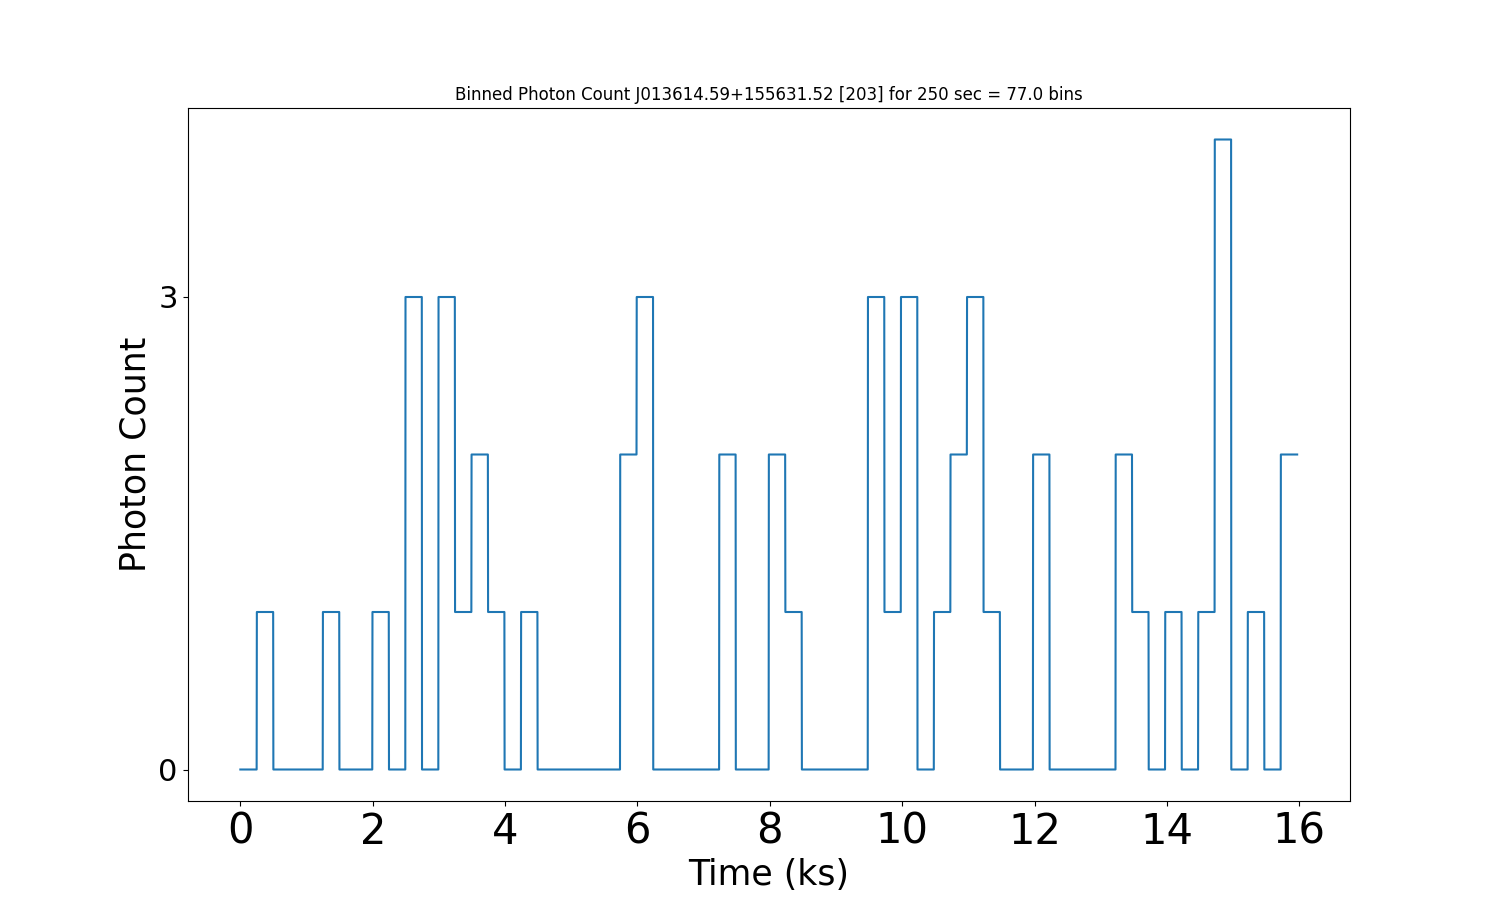 Binned Photon Count J013614.59+155631.52 [203] for 250 sec = 77.0 bins
3
Photon Count
0
0 2 4 6 8 10 12 14 16
Time (ks)